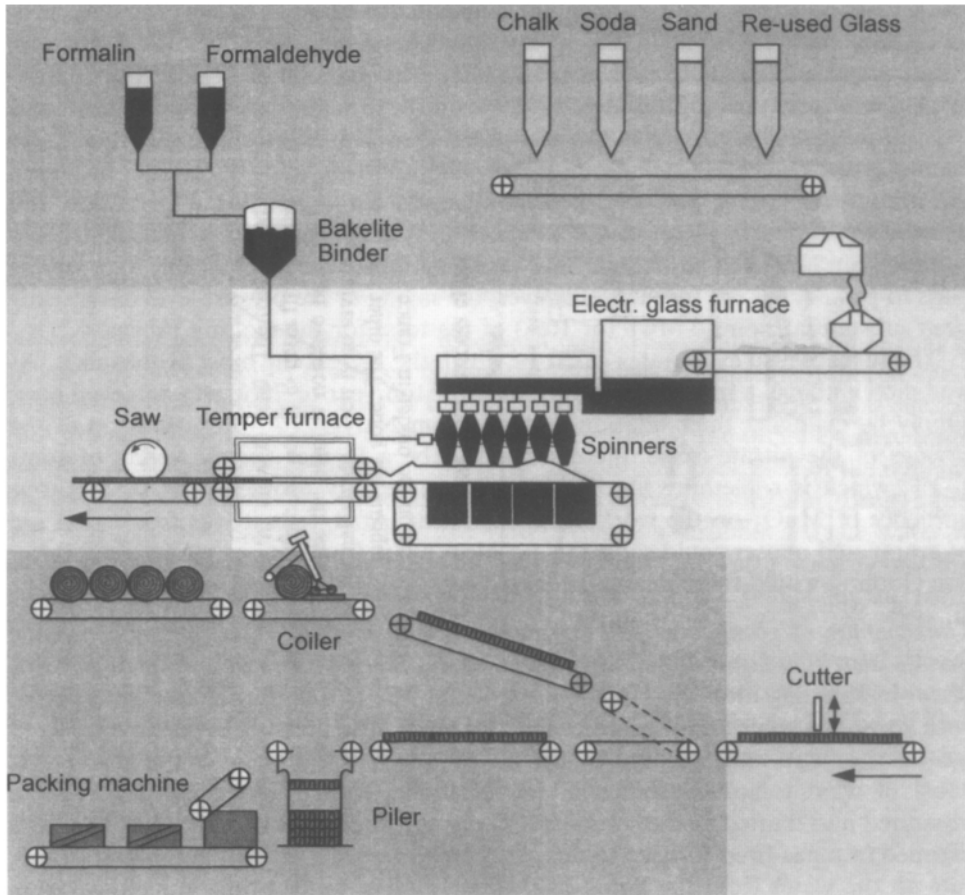 Chalk Soda Sand Re-used Glass
Formalin Formaldehyde
Bakelite
Binder
Electr. glass furnace
Saw Temper furnace
Spinners
Coiler
Cutter
Packing machine
Piler